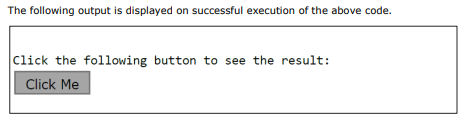 The following output is displayed on successful execution of the above code.
Click the following button to see the result:
Click Me